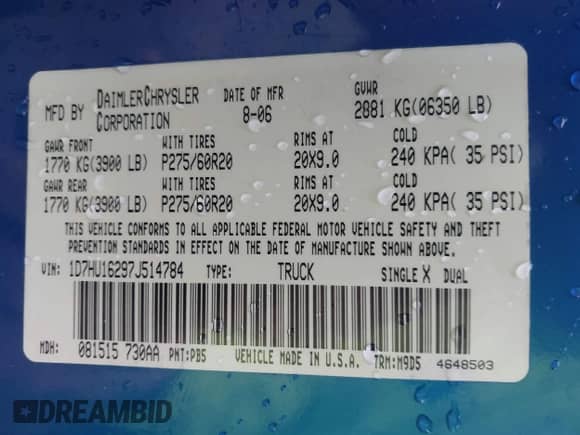 MFD BY DAIMLERCHRYSLER CORPORATION DATE OF MFR 8-06 GVWR 2881 KG(06350 LB)
GAWR FRONT WITH TIRES RIMS AT COLD
1770 KG(3900 LB) P275/60R20 20X9.0 240 KPA( 35 PSI)
GAWR REAR WITH TIRES RIMS AT COLD
1770 KG(3900 LB) P275/60R20 20X9.0 240 KPA( 35 PSI)
THIS VEHICLE CONFORMS TO ALL APPLICABLE FEDERAL MOTOR VEHICLE SAFETY AND THEFT
PREVENTION STANDARDS IN EFFECT ON THE DATE OF MANUFACTURE SHOWN ABOVE.
VIN: 1D7HU16297J514784 TYPE: TRUCK SINGLE X DUAL
MDH: 081515 730AA PNT:PB5 VEHICLE MADE IN U.S.A. TRM:M9D5 4648503
DREAMBID